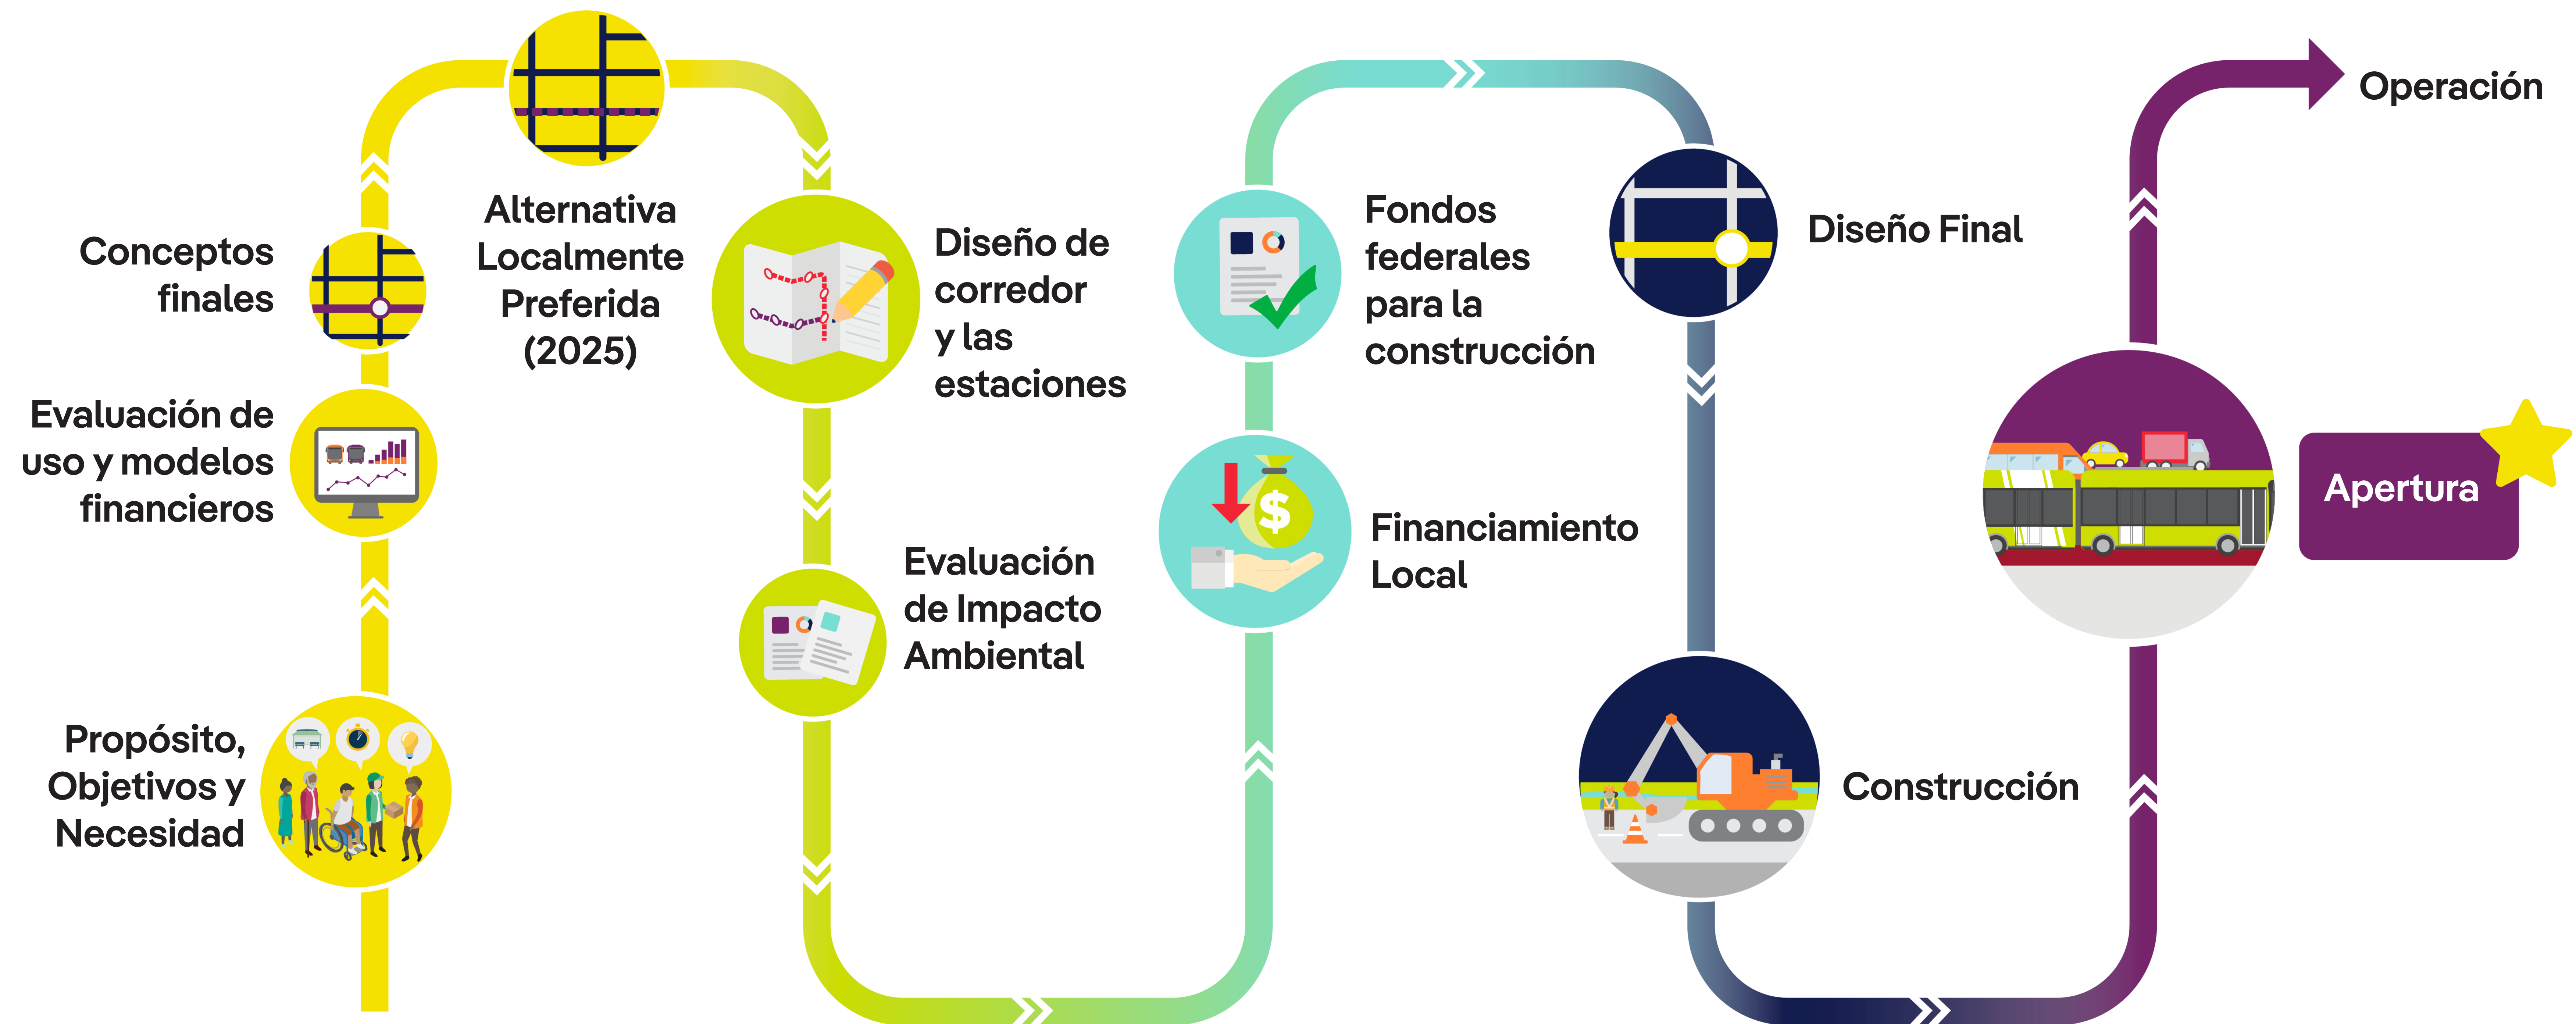 Propósito,
Objetivos y
Necesidad
Evaluación de
uso y modelos
financieros
Conceptos
finales
Alternativa
Localmente
Preferida
(2025)
Diseño de
corredor
y las
estaciones
Evaluación
de Impacto
Ambiental
$
Financiamiento
Local
Fondos
federales
para la
construcción
Diseño Final
Construcción
Apertura
Operación